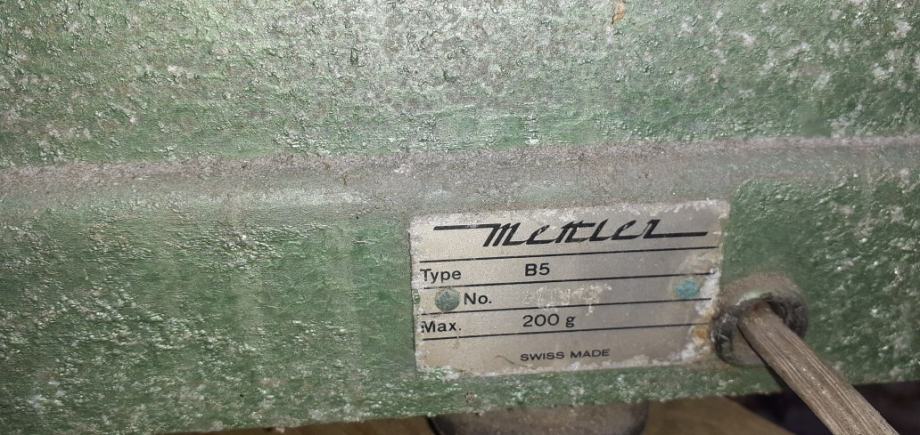 Mettler
Type B5
No.
Max. 200 g
SWISS MADE